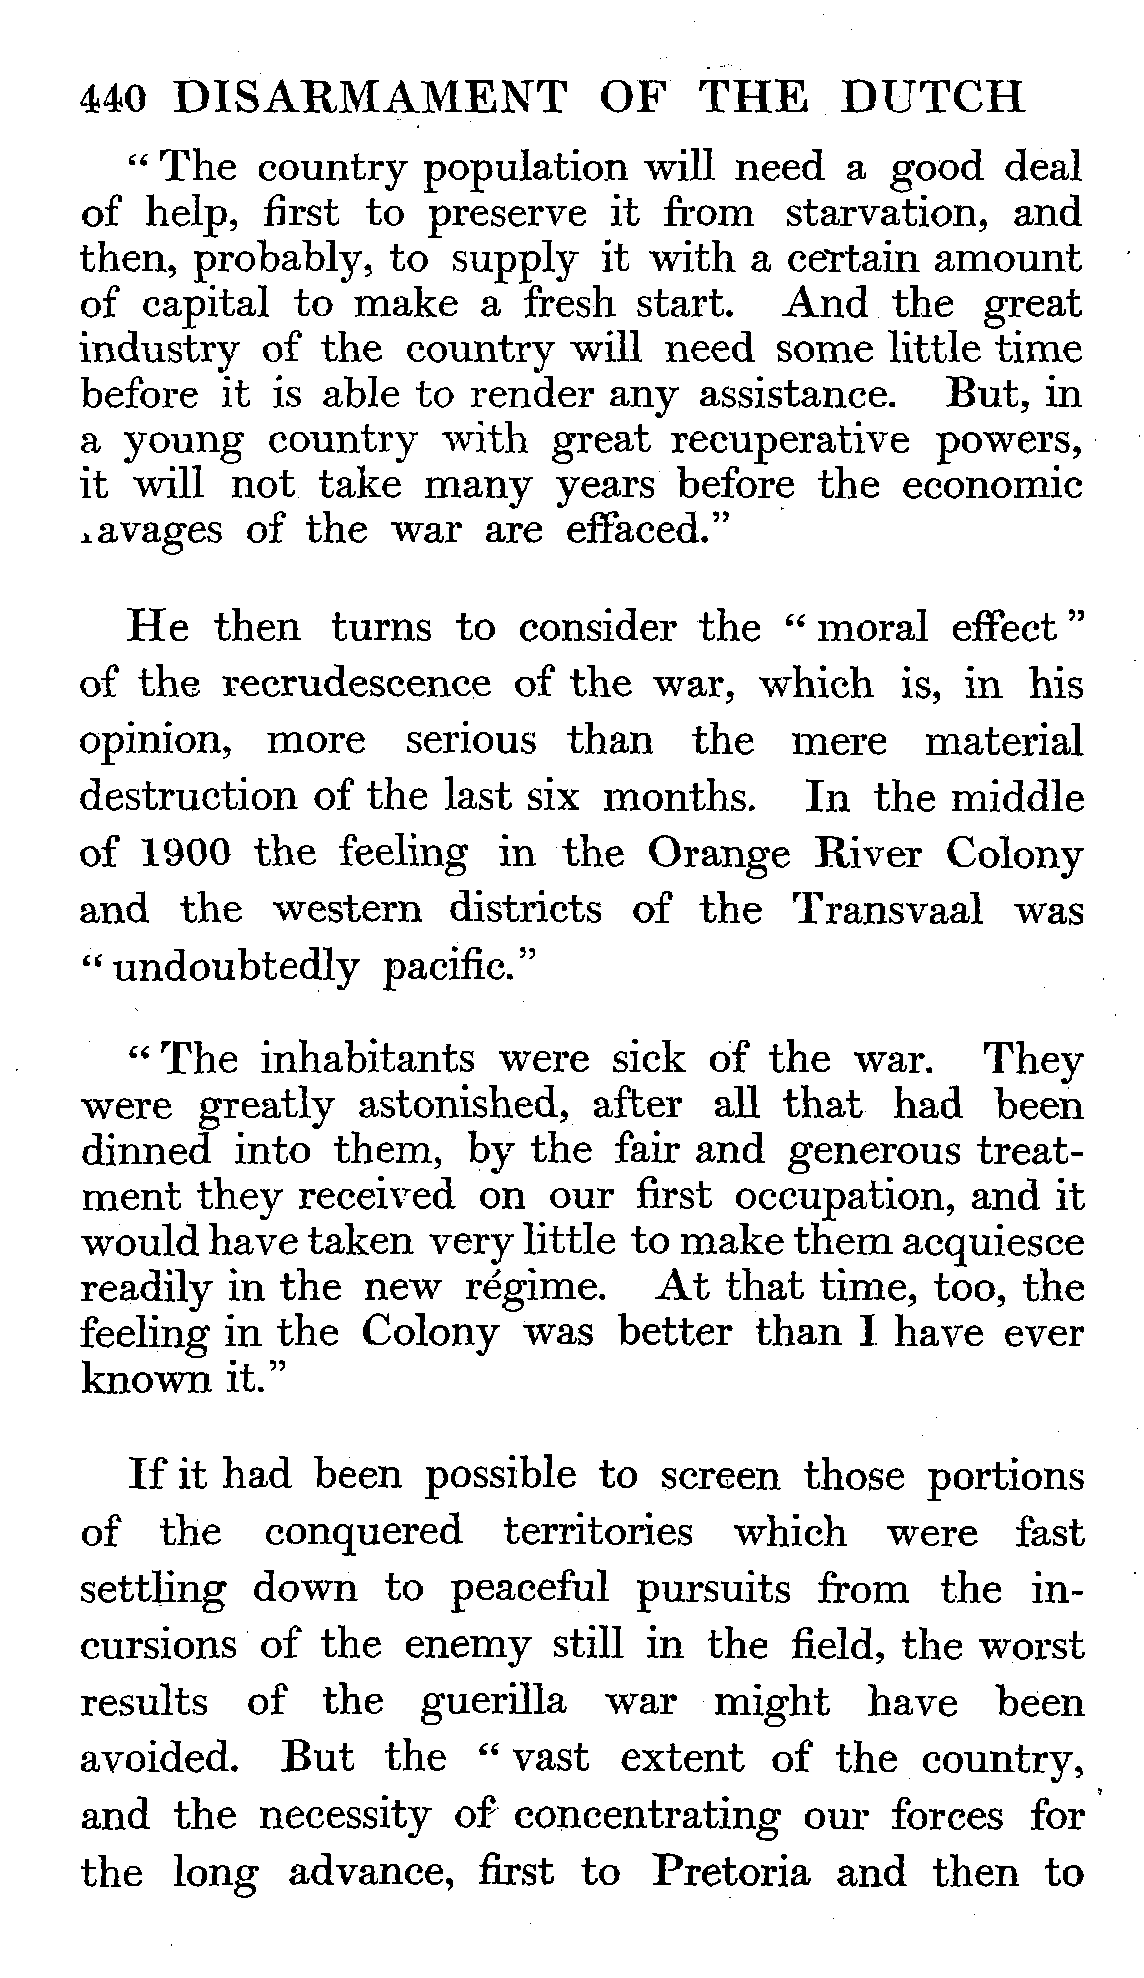 440 DISARMAMENT OF THE DUTCH
“ The country population will need a good deal
of help, first to preserve it from starvation, and
then, probably, to supply it with a certain amount
of capital to make a fresh start. And the great
industry of the country will need some little time
before it is able to render any assistance. But, in
a young country with great recuperative powers,
it will not take many years before the economic
ravages of the war are effaced.”
He then turns to consider the “ moral effect ”
of the recrudescence of the war, which is, in his
opinion, more serious than the mere material
destruction of the last six months. In the middle
of 1900 the feeling in the Orange River Colony
and the western districts of the Transvaal was
“ undoubtedly pacific.”
“ The inhabitants were sick of the war. They
were greatly astonished, after all that had been
dinned into them, by the fair and generous treat-
ment they received on our first occupation, and it
would have taken very little to make them acquiesce
readily in the new régime. At that time, too, the
feeling in the Colony was better than I have ever
known it.”
If it had been possible to screen those portions
of the conquered territories which were fast
settling down to peaceful pursuits from the in-
cursions of the enemy still in the field, the worst
results of the guerilla war might have been
avoided. But the “ vast extent of the country,
and the necessity of concentrating our forces for
the long advance, first to Pretoria and then to